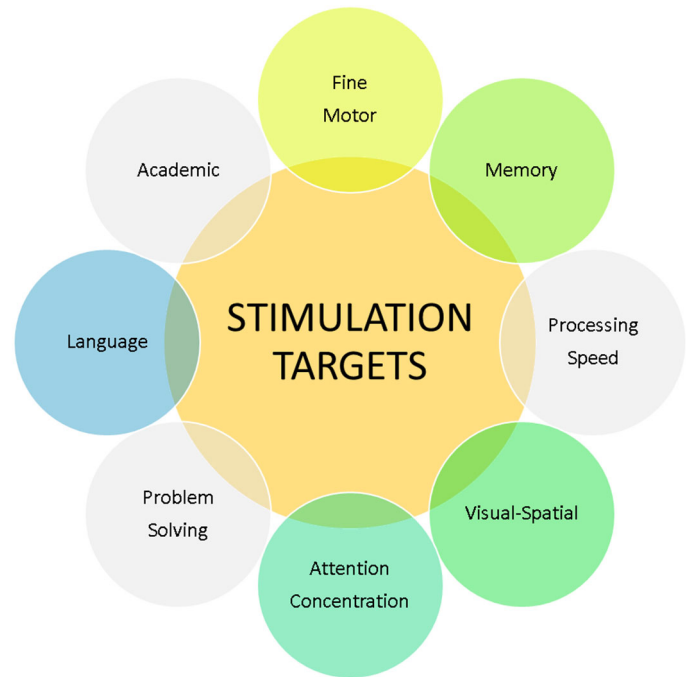 STIMULATION
TARGETS
Fine
Motor
Memory
Processing
Speed
Visual-Spatial
Attention
Concentration
Problem
Solving
Language
Academic